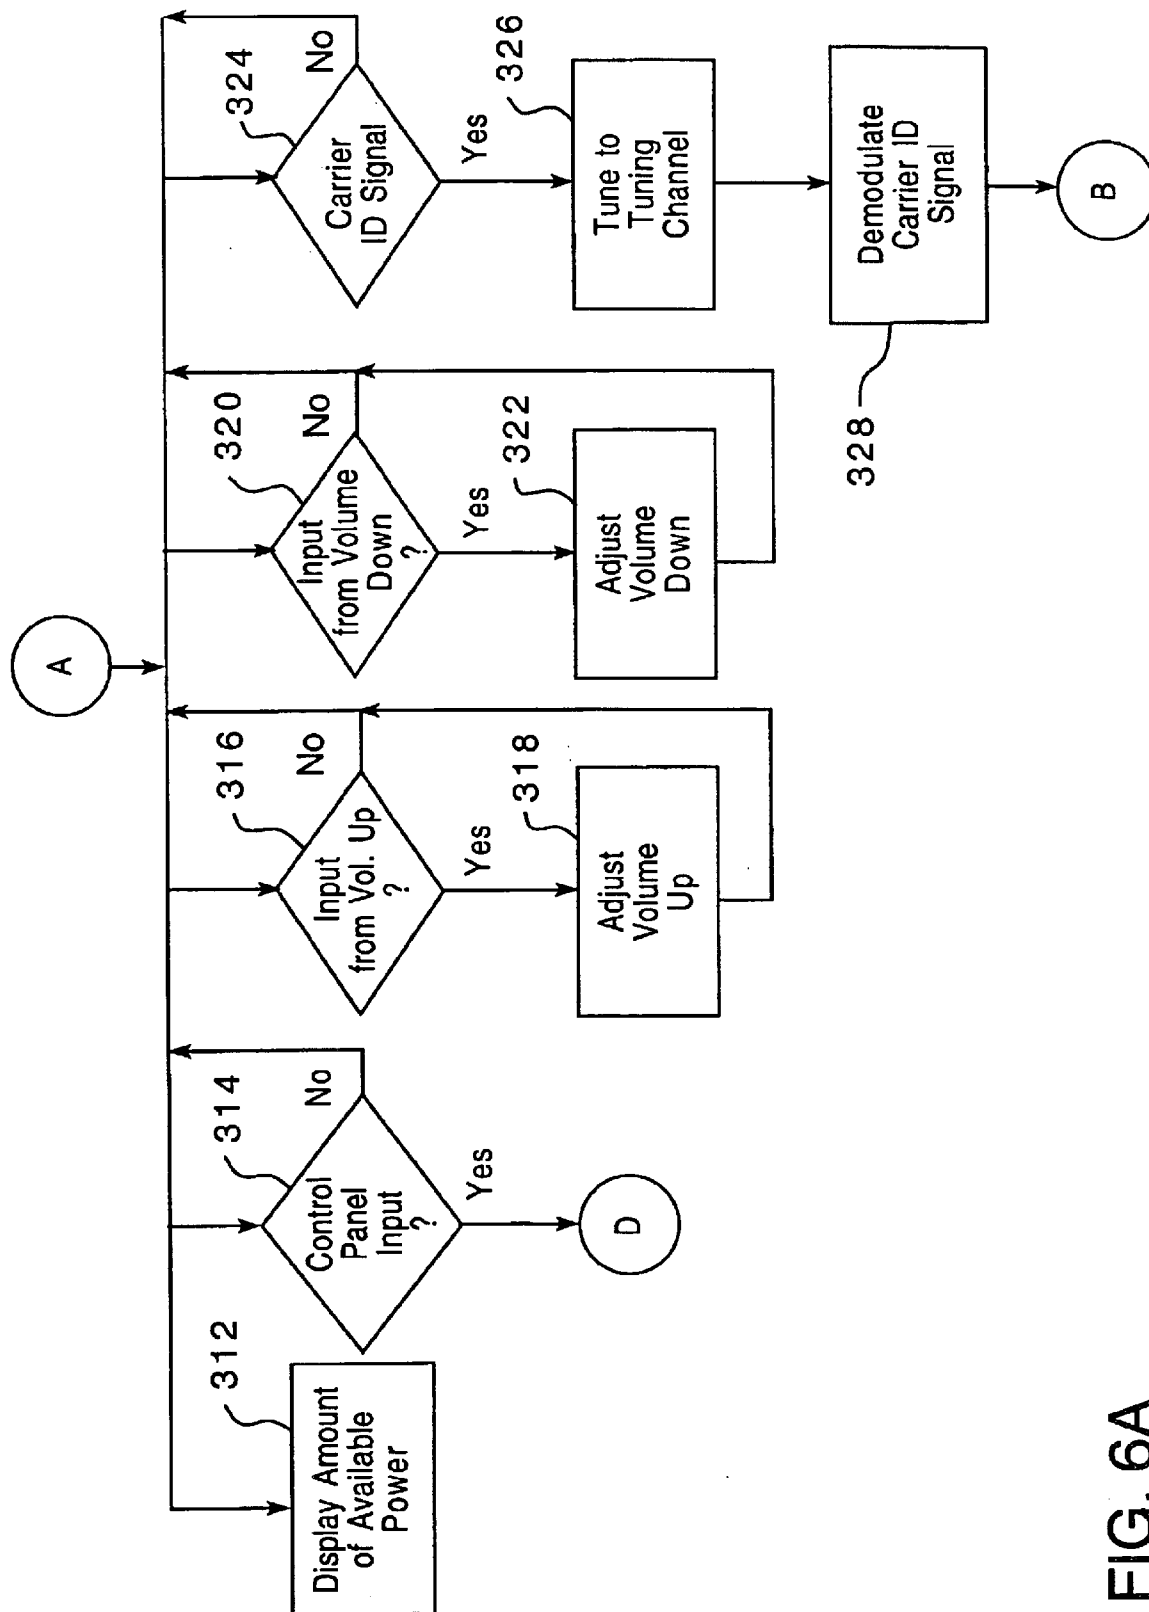 A
312
Display Amount
of Available
Power
314
Control
Panel
Input
?
No
Yes
D
316
Input
from Vol. Up
?
No
Yes
318
Adjust
Volume
Up
320
Input
from Volume
Down
?
No
Yes
322
Adjust
Volume
Down
324
Carrier
ID Signal
No
Yes
326
Tune to
Tuning
Channel
328
Demodulate
Carrier ID
Signal
B
FIG. 6A